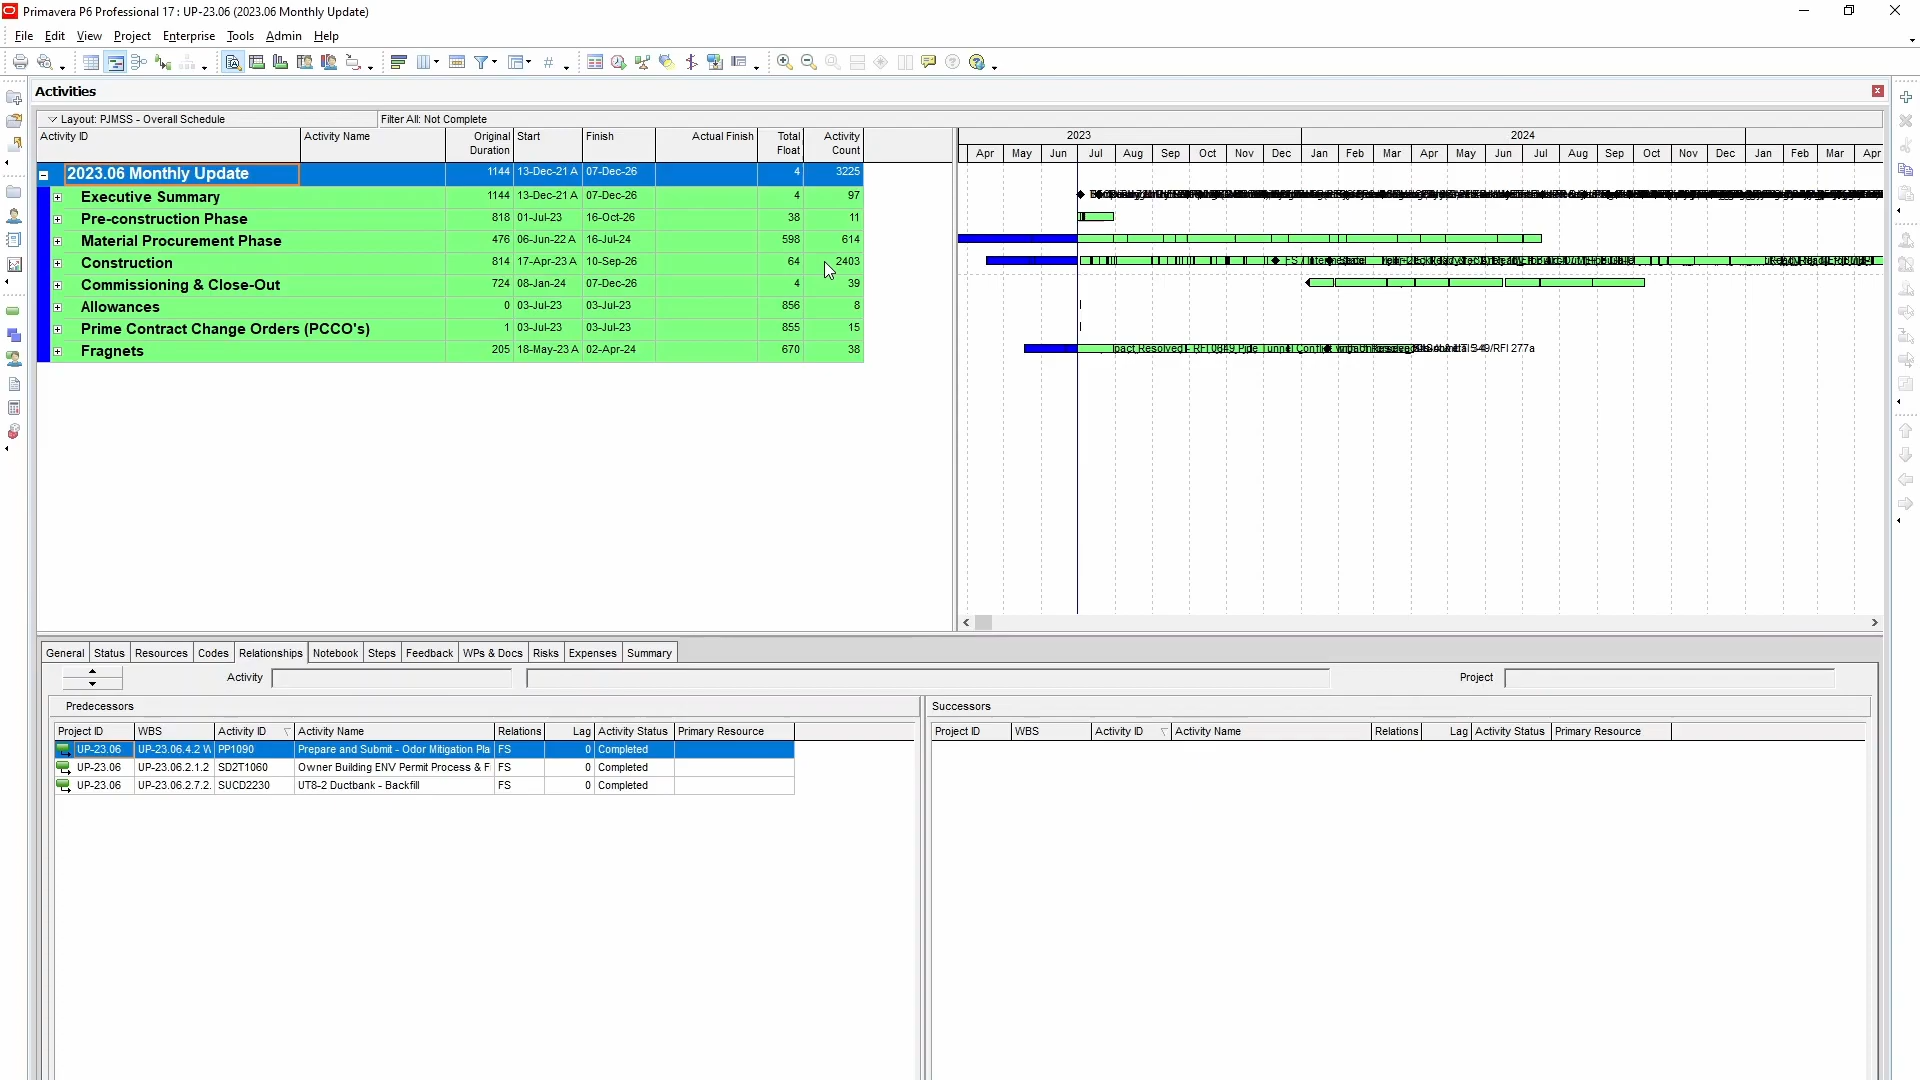 Primavera P6 Professional 17 : UP-23.06 (2023.06 Monthly Update)
File Edit View Project Enterprise Tools Admin Help
Activities
Layout: PJMSS - Overall Schedule Filter All: Not Complete
Activity ID Activity Name Original Duration Start Finish Actual Finish Total Float Activity Count
2023.06 Monthly Update 1144 13-Dec-21 A 07-Dec-26 4 3225
Executive Summary 1144 13-Dec-21 A 07-Dec-26 4 97
Pre-construction Phase 818 01-Jul-23 16-Oct-26 38 11
Material Procurement Phase 476 06-Jun-22 A 16-Jul-24 598 614
Construction 814 17-Apr-23 A 10-Sep-26 64 2403
Commissioning & Close-Out 724 08-Jan-24 07-Dec-26 4 39
Allowances 0 03-Jul-23 03-Jul-23 856 8
Prime Contract Change Orders (PCCO's) 1 03-Jul-23 03-Jul-23 855 15
Fragnets 205 18-May-23 A 02-Apr-24 670 38
2023 2024
Apr May Jun Jul Aug Sep Oct Nov Dec Jan Feb Mar Apr May Jun Jul Aug Sep Oct Nov Dec Jan Feb Mar Apr
General Status Resources Codes Relationships Notebook Steps Feedback WPs & Docs Risks Expenses Summary
Activity Project
Predecessors
Project ID WBS Activity ID Activity Name Relations Lag Activity Status Primary Resource
UP-23.06 UP-23.06.4.2 W PP1090 Prepare and Submit - Odor Mitigation Pla FS 0 Completed
UP-23.06 UP-23.06.2.1.2 SD2T1060 Owner Building ENV Permit Process & F FS 0 Completed
UP-23.06 UP-23.06.2.7.2. SUCD2230 UT8-2 Ductbank - Backfill FS 0 Completed
Successors
Project ID WBS Activity ID Activity Name Relations Lag Activity Status Primary Resource